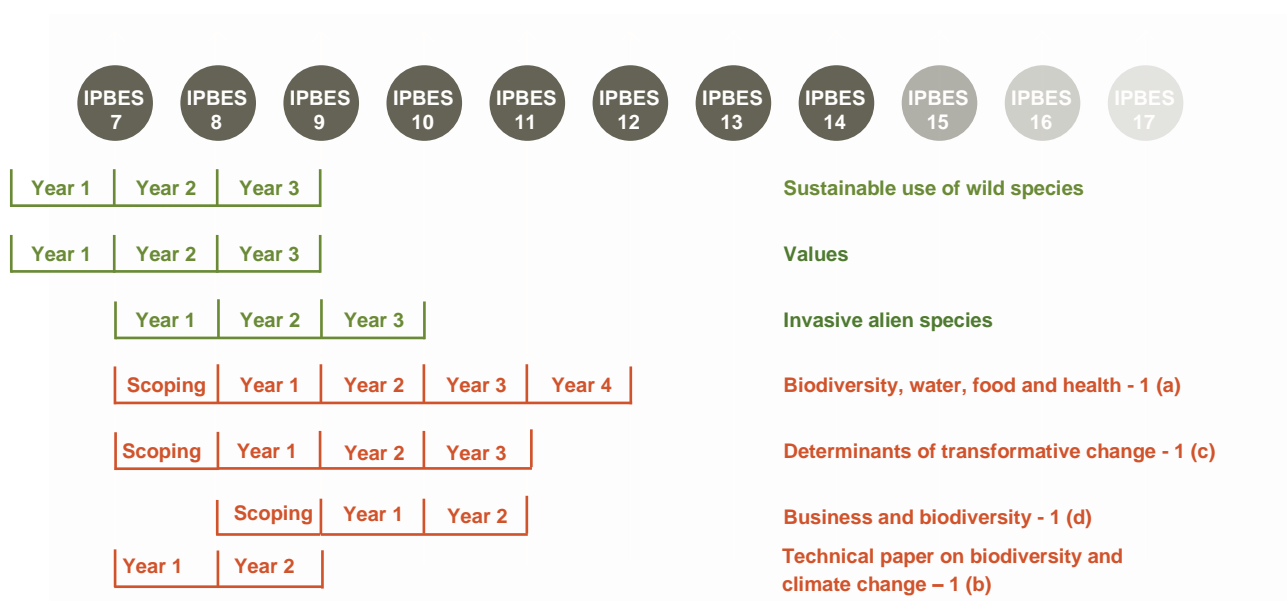 IPBES 7 IPBES 8 IPBES 9 IPBES 10 IPBES 11 IPBES 12 IPBES 13 IPBES 14 IPBES 15 IPBES 16 IPBES 17
Year 1 Year 2 Year 3 Sustainable use of wild species
Year 1 Year 2 Year 3 Values
Year 1 Year 2 Year 3 Invasive alien species
Scoping Year 1 Year 2 Year 3 Year 4 Biodiversity, water, food and health - 1 (a)
Scoping Year 1 Year 2 Year 3 Determinants of transformative change - 1 (c)
Scoping Year 1 Year 2 Business and biodiversity - 1 (d)
Year 1 Year 2 Technical paper on biodiversity and
climate change – 1 (b)